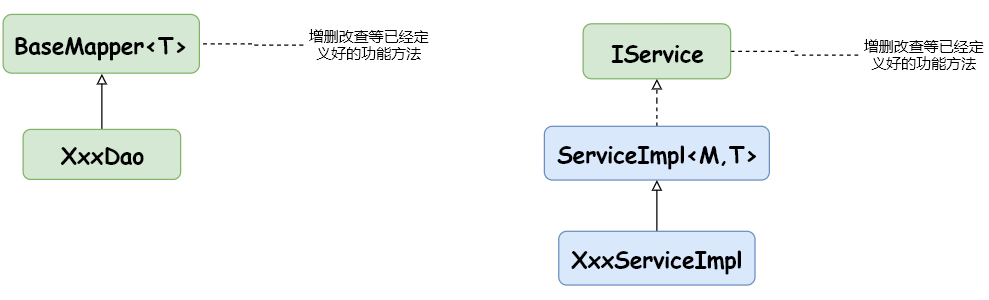 BaseMapper<T>
增删改查等已经定
义好的功能方法
XxxDao
IService
增删改查等已经定
义好的功能方法
ServiceImpl<M,T>
XxxServiceImpl